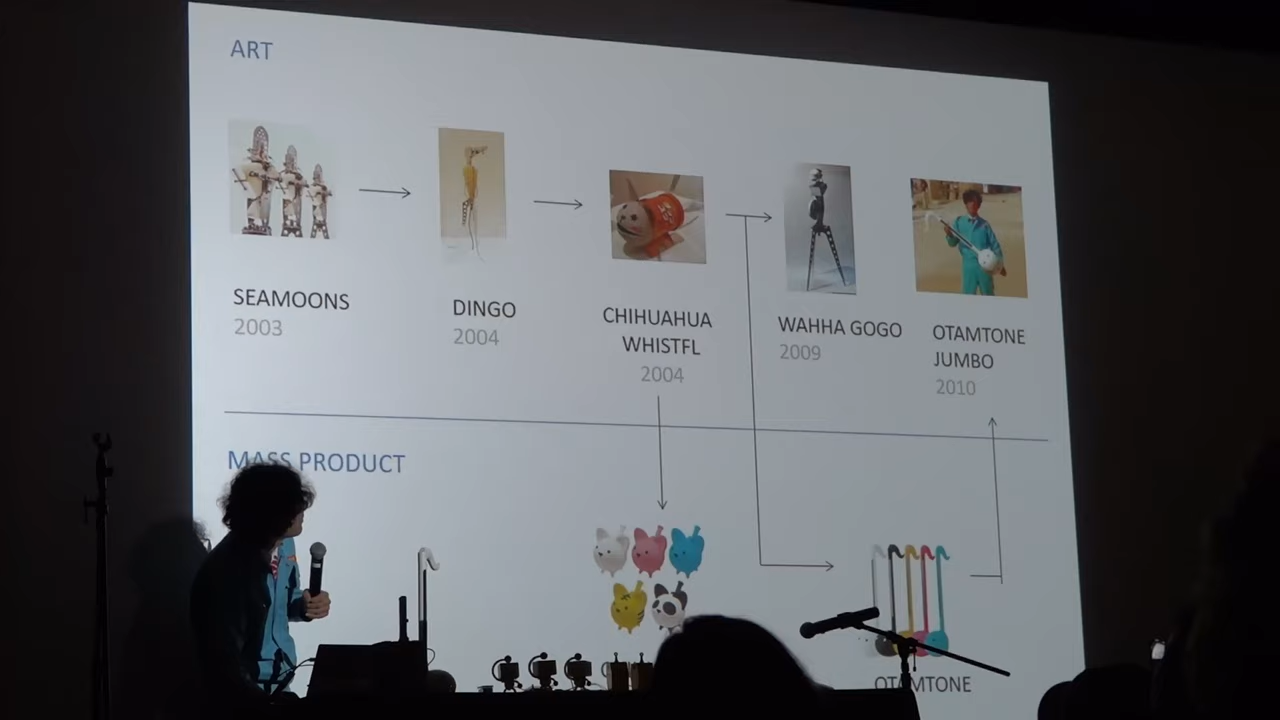 ART
SEAMOONS
2003
DINGO
2004
CHIHUAHUA
WHISTFL
2004
WAHHA GOGO
2009
OTAMTONE
JUMBO
2010
MASS PRODUCT
OTAMTONE